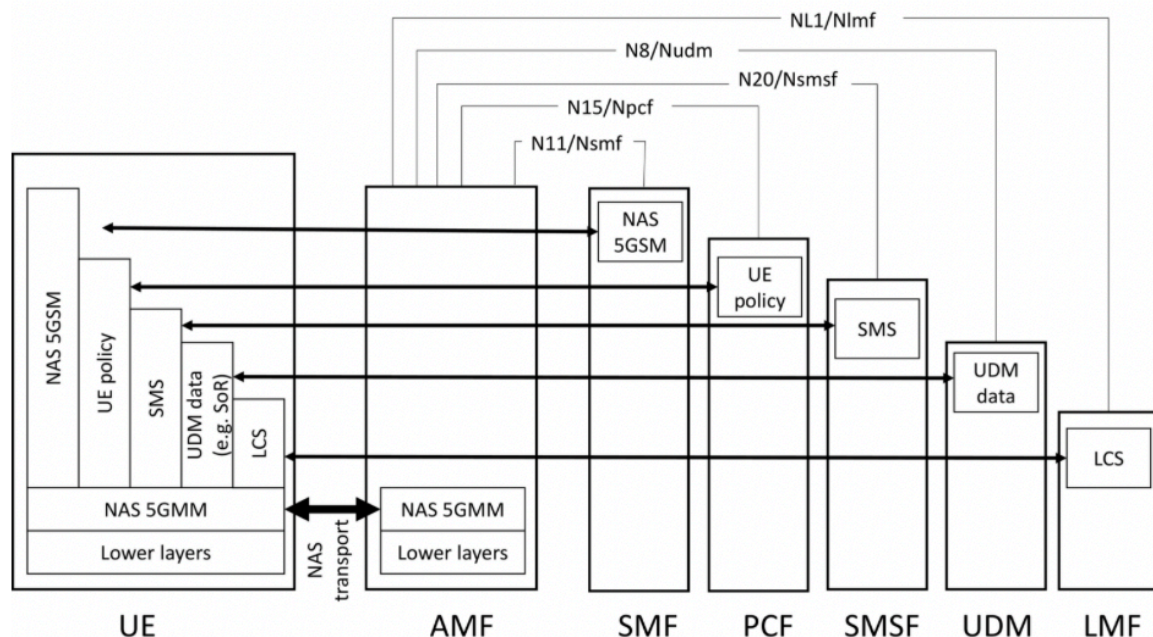 NL1/Nlmf
N8/Nudm
N20/Nsmsf
N15/Npcf
N11/Nsmf
NAS 5GSM
UE policy
SMS
UDM data
(e.g. SoR)
LCS
NAS 5GMM
Lower layers
NAS
transport
NAS 5GMM
Lower layers
NAS
5GSM
UE
policy
SMS
UDM
data
LCS
UE
AMF
SMF
PCF
SMSF
UDM
LMF